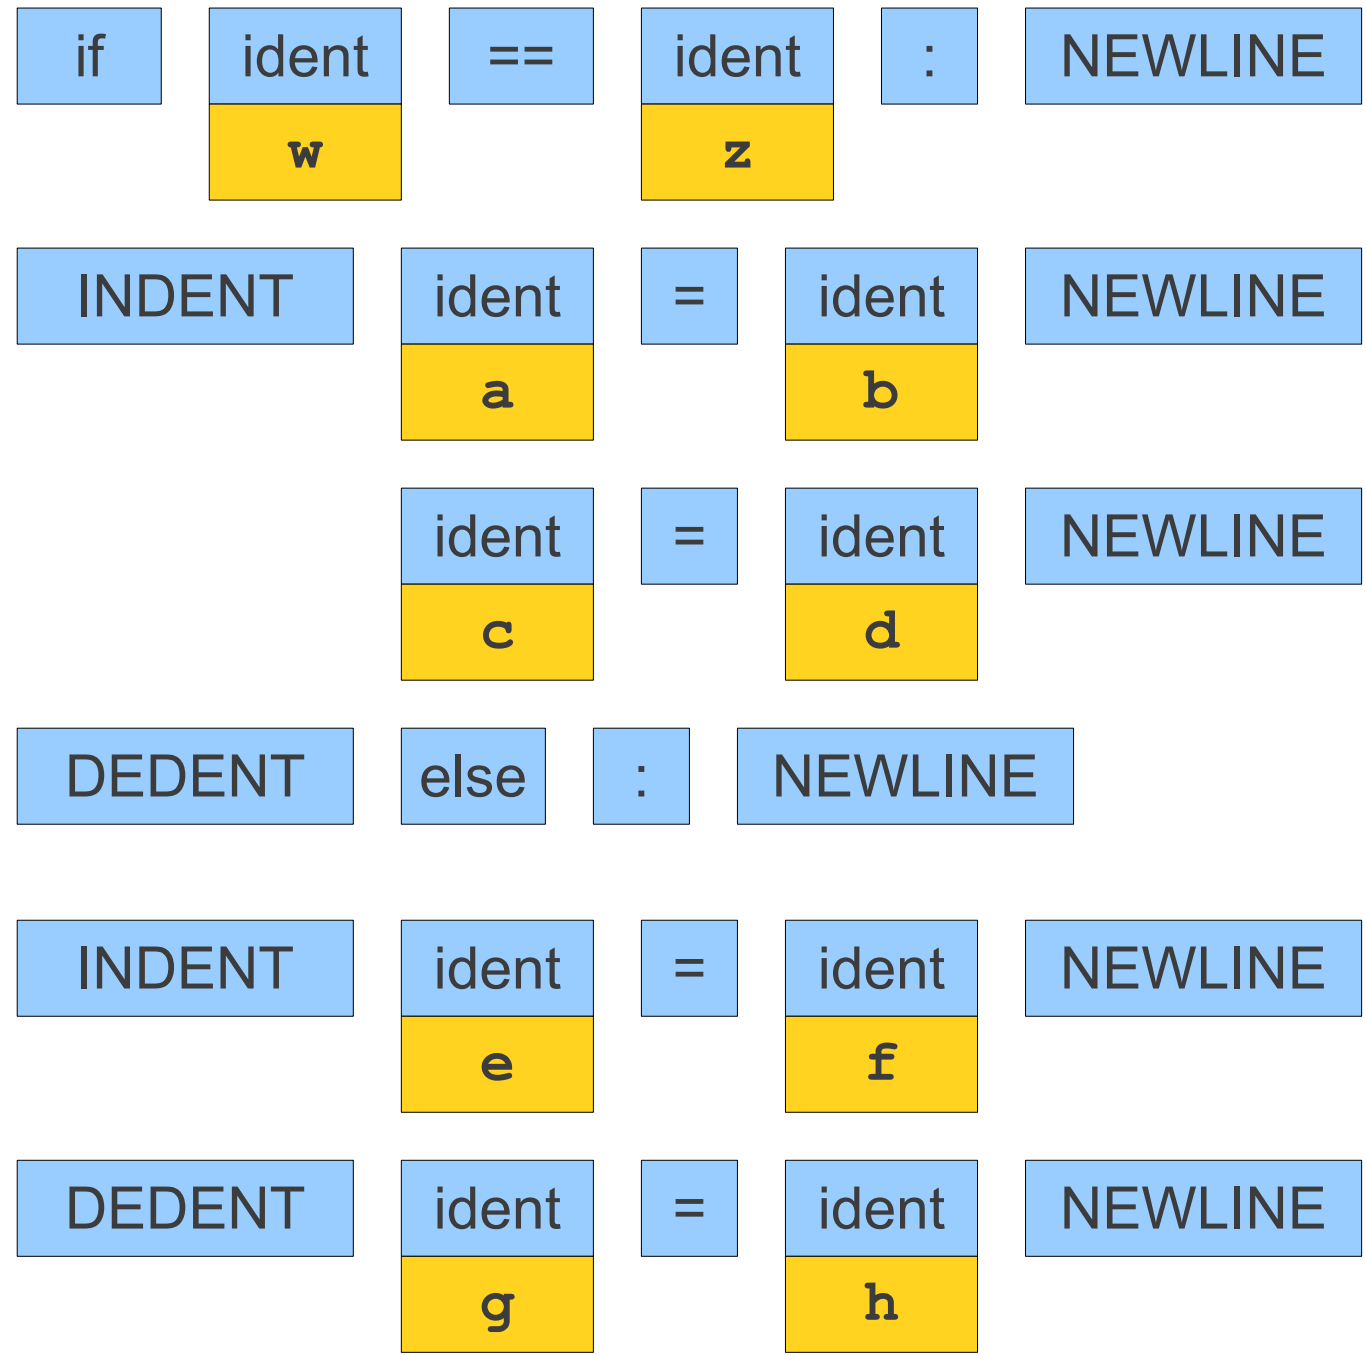 if ident == ident : NEWLINE
w z
INDENT ident = ident NEWLINE
a b
ident = ident NEWLINE
c d
DEDENT else : NEWLINE
INDENT ident = ident NEWLINE
e f
DEDENT ident = ident NEWLINE
g h